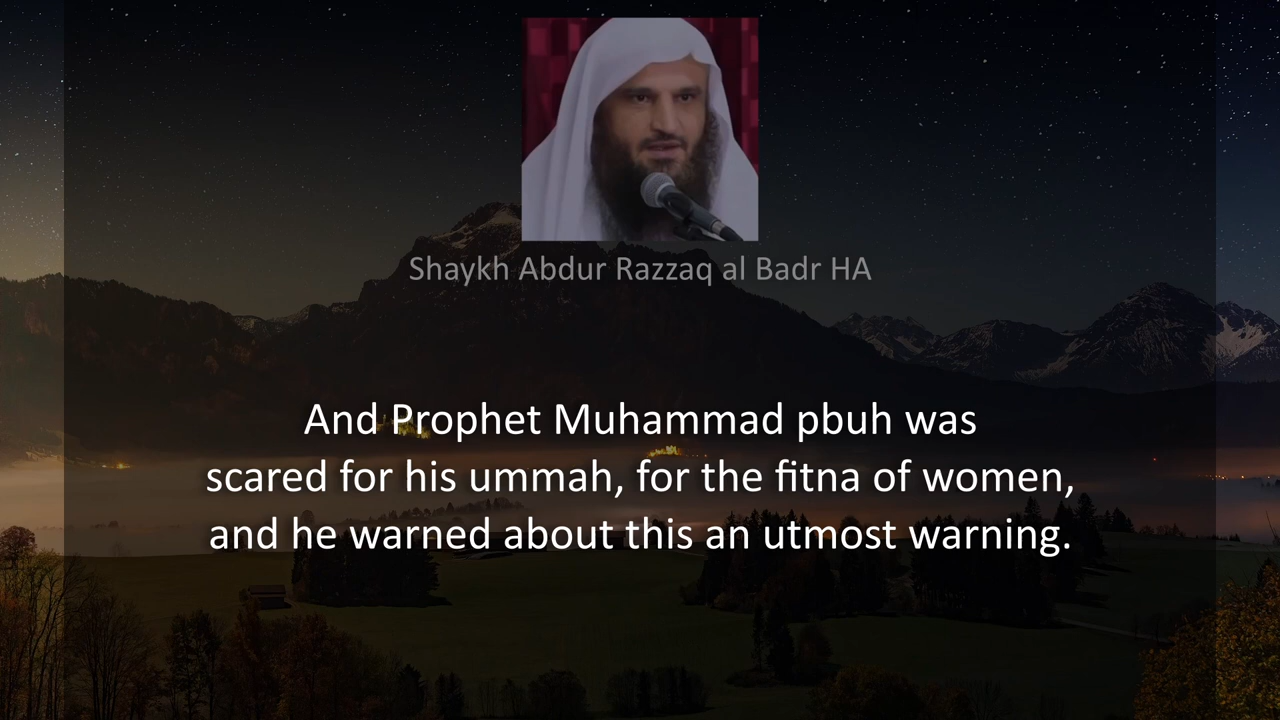 Shaykh Abdur Razzaq al Badr HA
And Prophet Muhammad pbuh was
scared for his ummah, for the fitna of women,
and he warned about this an utmost warning.